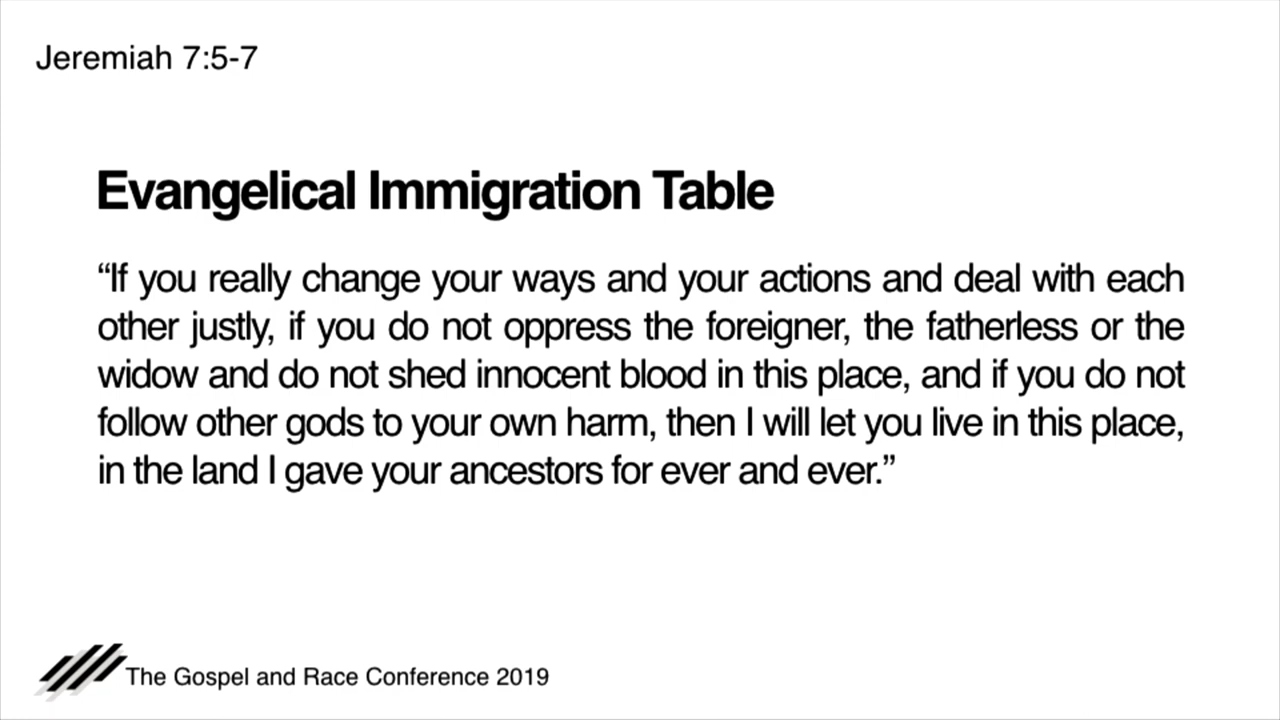 Jeremiah 7:5-7
Evangelical Immigration Table
“If you really change your ways and your actions and deal with each
other justly, if you do not oppress the foreigner, the fatherless or the
widow and do not shed innocent blood in this place, and if you do not
follow other gods to your own harm, then I will let you live in this place,
in the land I gave your ancestors for ever and ever.”
The Gospel and Race Conference 2019